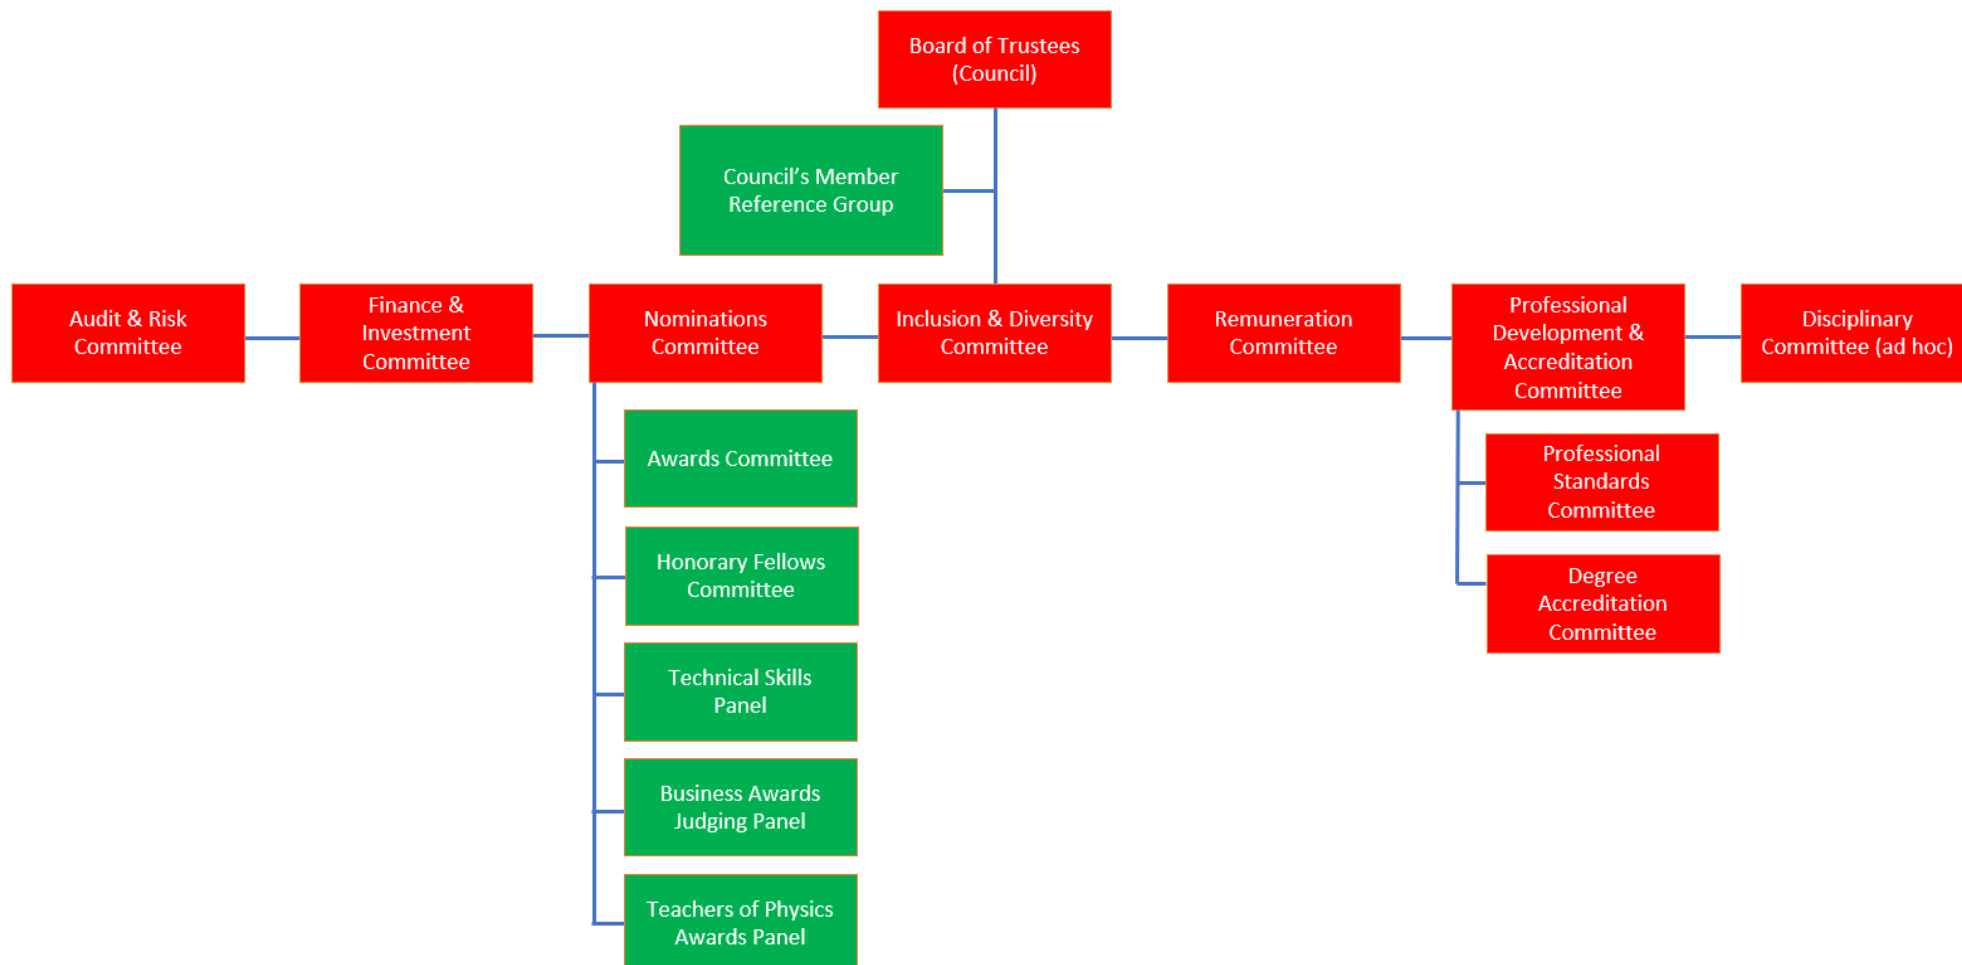 Board of Trustees
(Council)
Council’s Member
Reference Group
Audit & Risk
Committee
Finance &
Investment
Committee
Nominations
Committee
Inclusion & Diversity
Committee
Remuneration
Committee
Professional
Development &
Accreditation
Committee
Disciplinary
Committee (ad hoc)
Awards Committee
Honorary Fellows
Committee
Technical Skills
Panel
Business Awards
Judging Panel
Teachers of Physics
Awards Panel
Professional
Standards
Committee
Degree
Accreditation
Committee